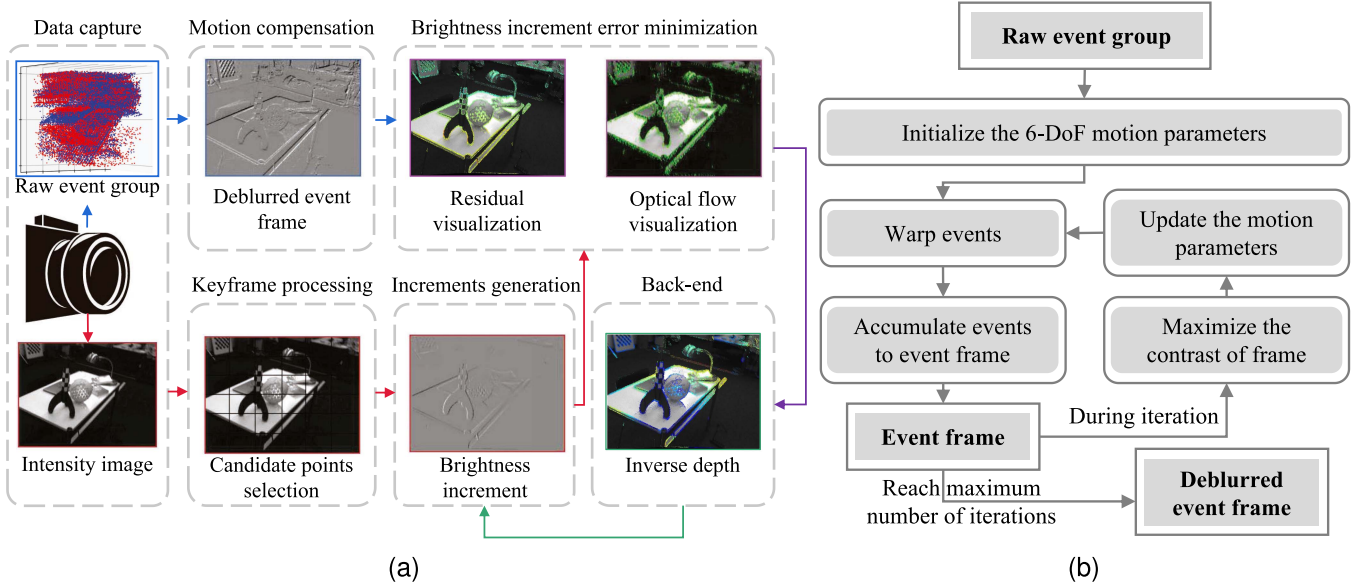 Data capture
Motion compensation
Brightness increment error minimization
Raw event group
Deblurred event
frame
Residual
visualization
Optical flow
visualization
Keyframe processing
Increments generation
Back-end
Intensity image
Candidate points
selection
Brightness
increment
Inverse depth
(a)
Raw event group
Initialize the 6-DoF motion parameters
Warp events
Update the motion
parameters
Accumulate events
to event frame
Maximize the
contrast of frame
During iteration
Event frame
Reach maximum
number of iterations
Deblurred
event frame
(b)